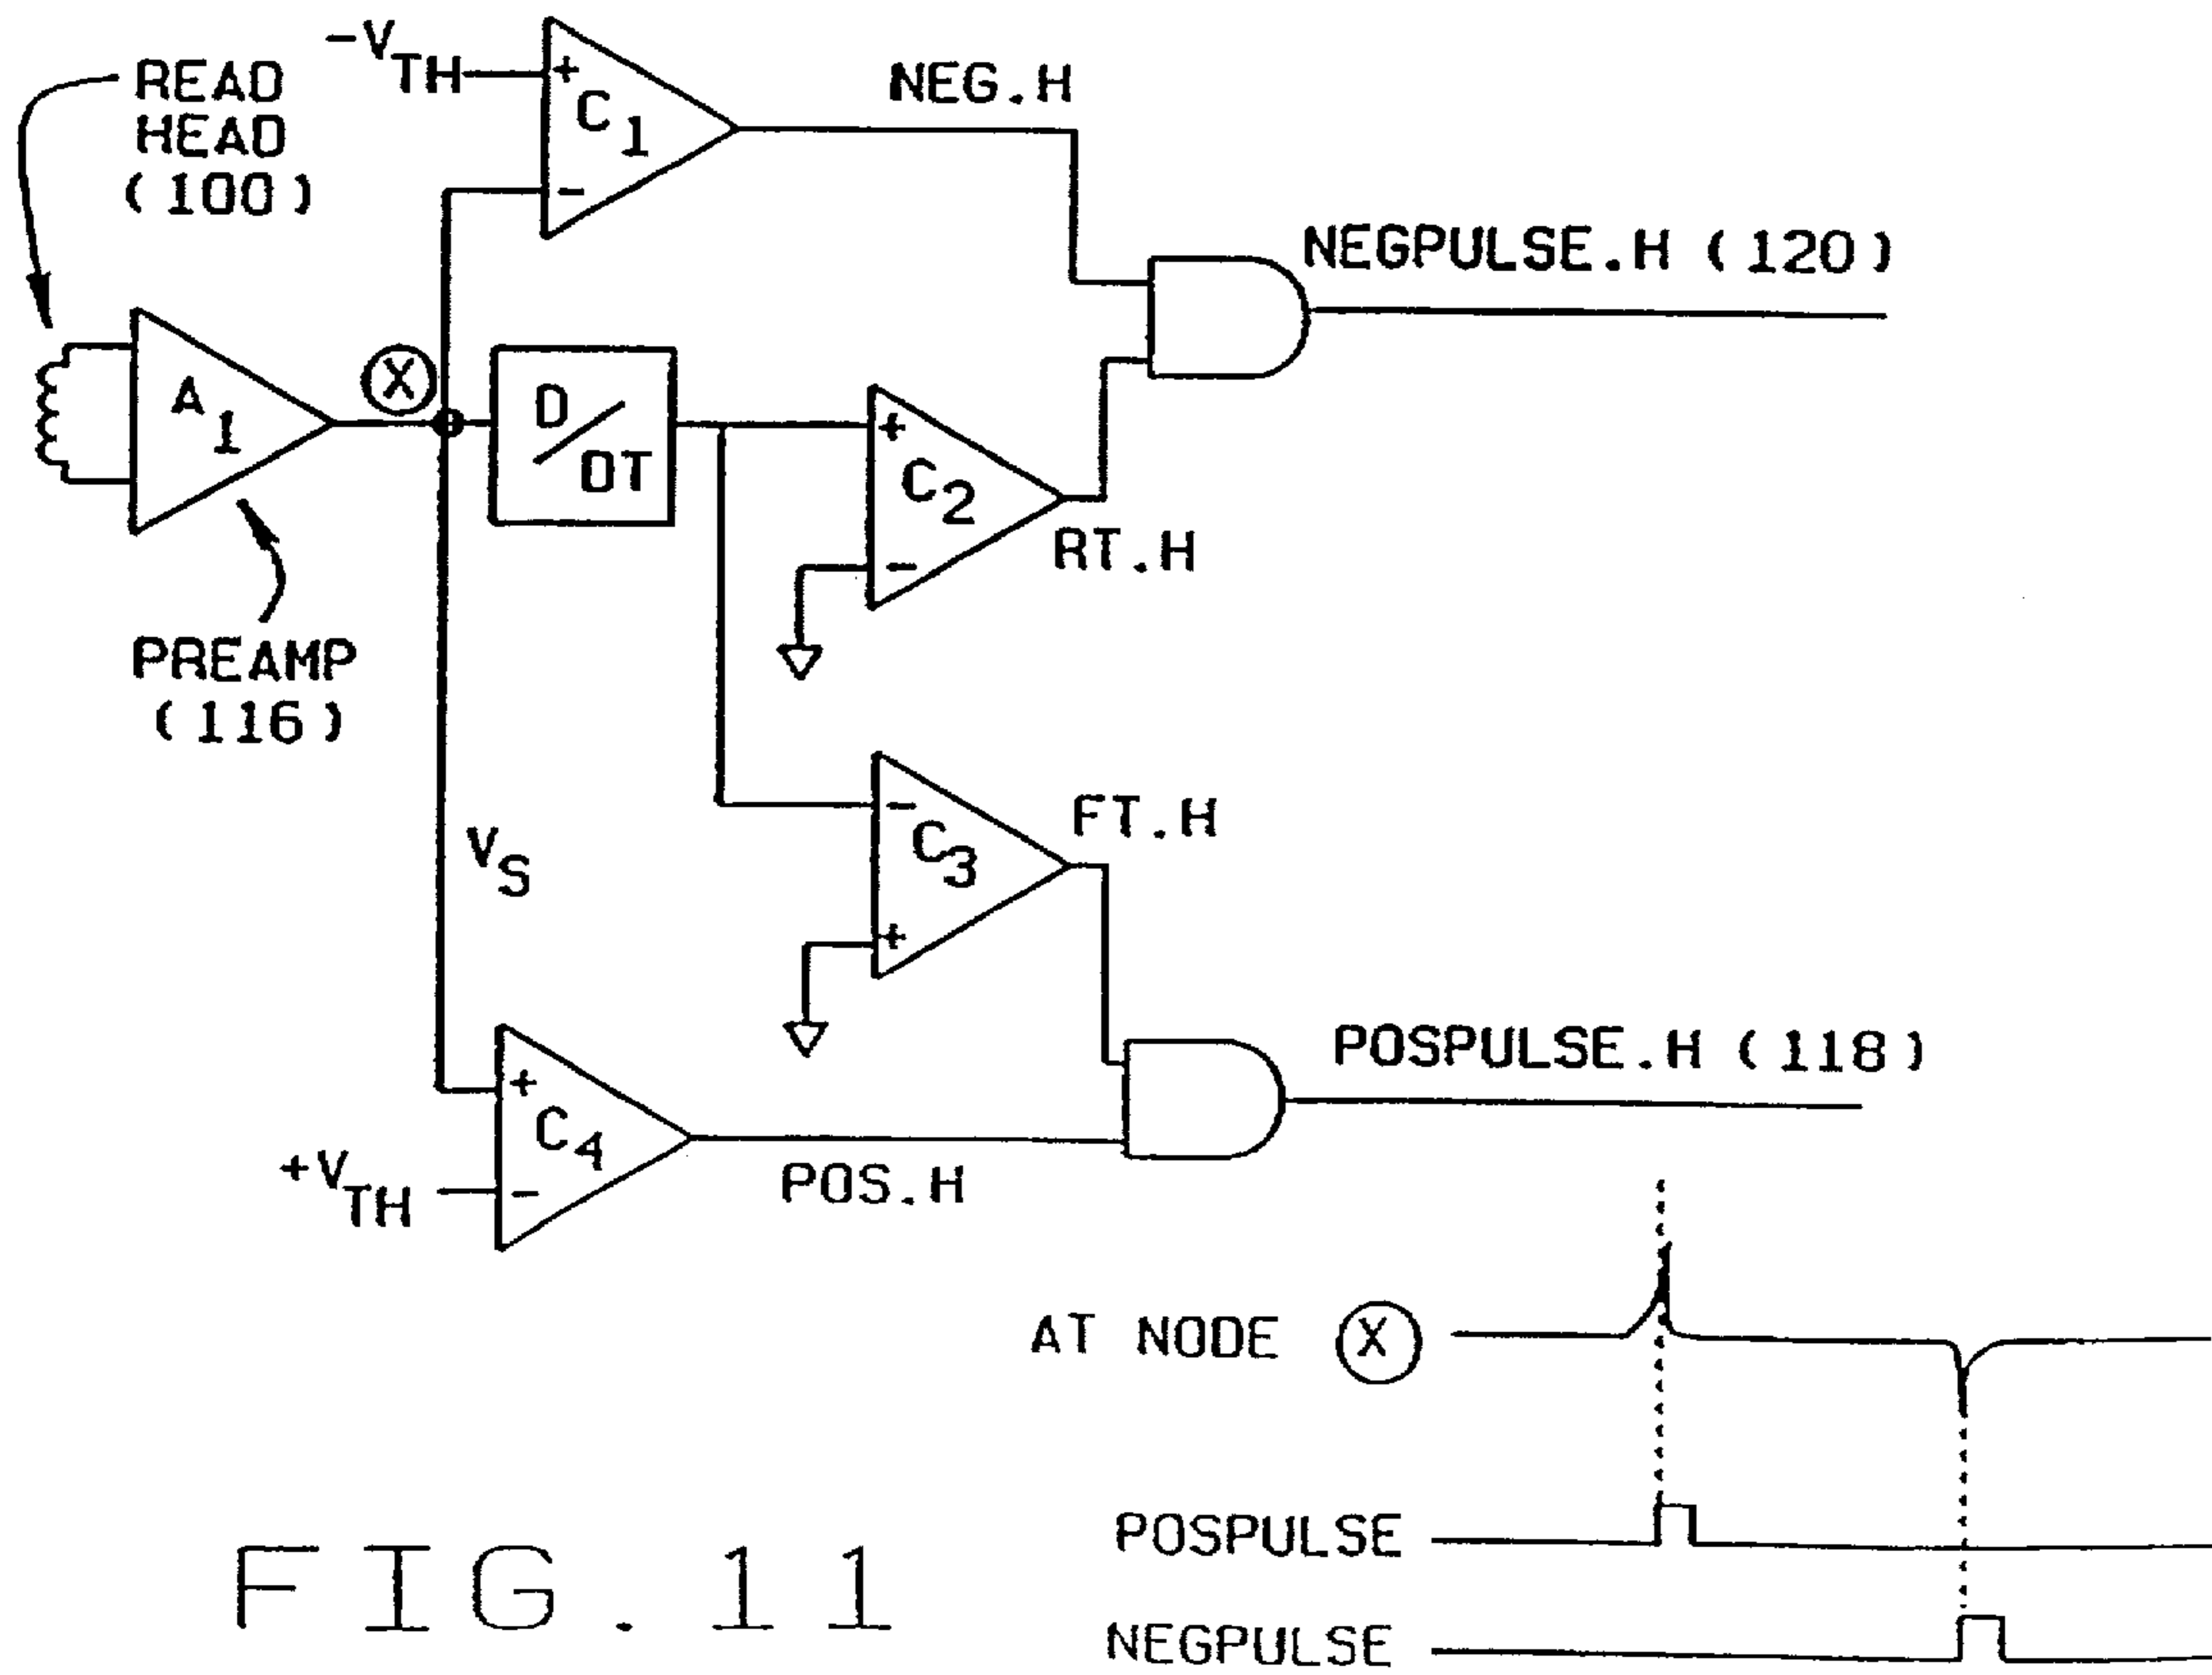 -VTH
+
C1
-
NEG.H
READ
HEAD
(100)
NEGPULSE.H (120)
A1
X
D/DT
+
C2
-
RT.H
PREAMP
(116)
VS
-
C3
+
FT.H
POSPULSE.H (118)
+
C4
-
+VTH
POS.H
AT NODE X
POSPULSE
NEGPULSE
FIG.11